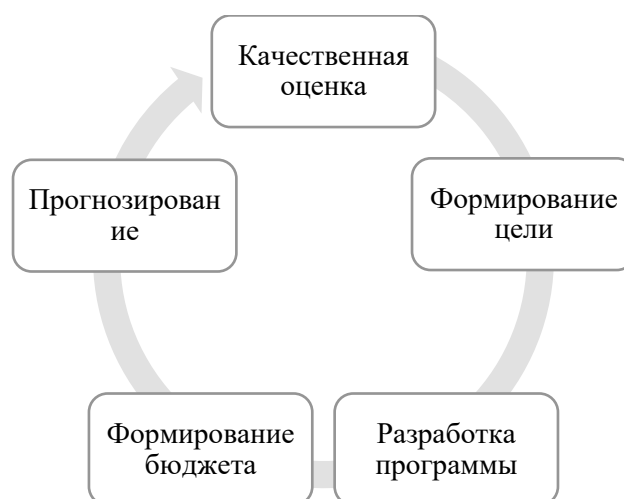 Качественная
оценка
Формирование
цели
Разработка
программы
Формирование
бюджета
Прогнозирован
ие